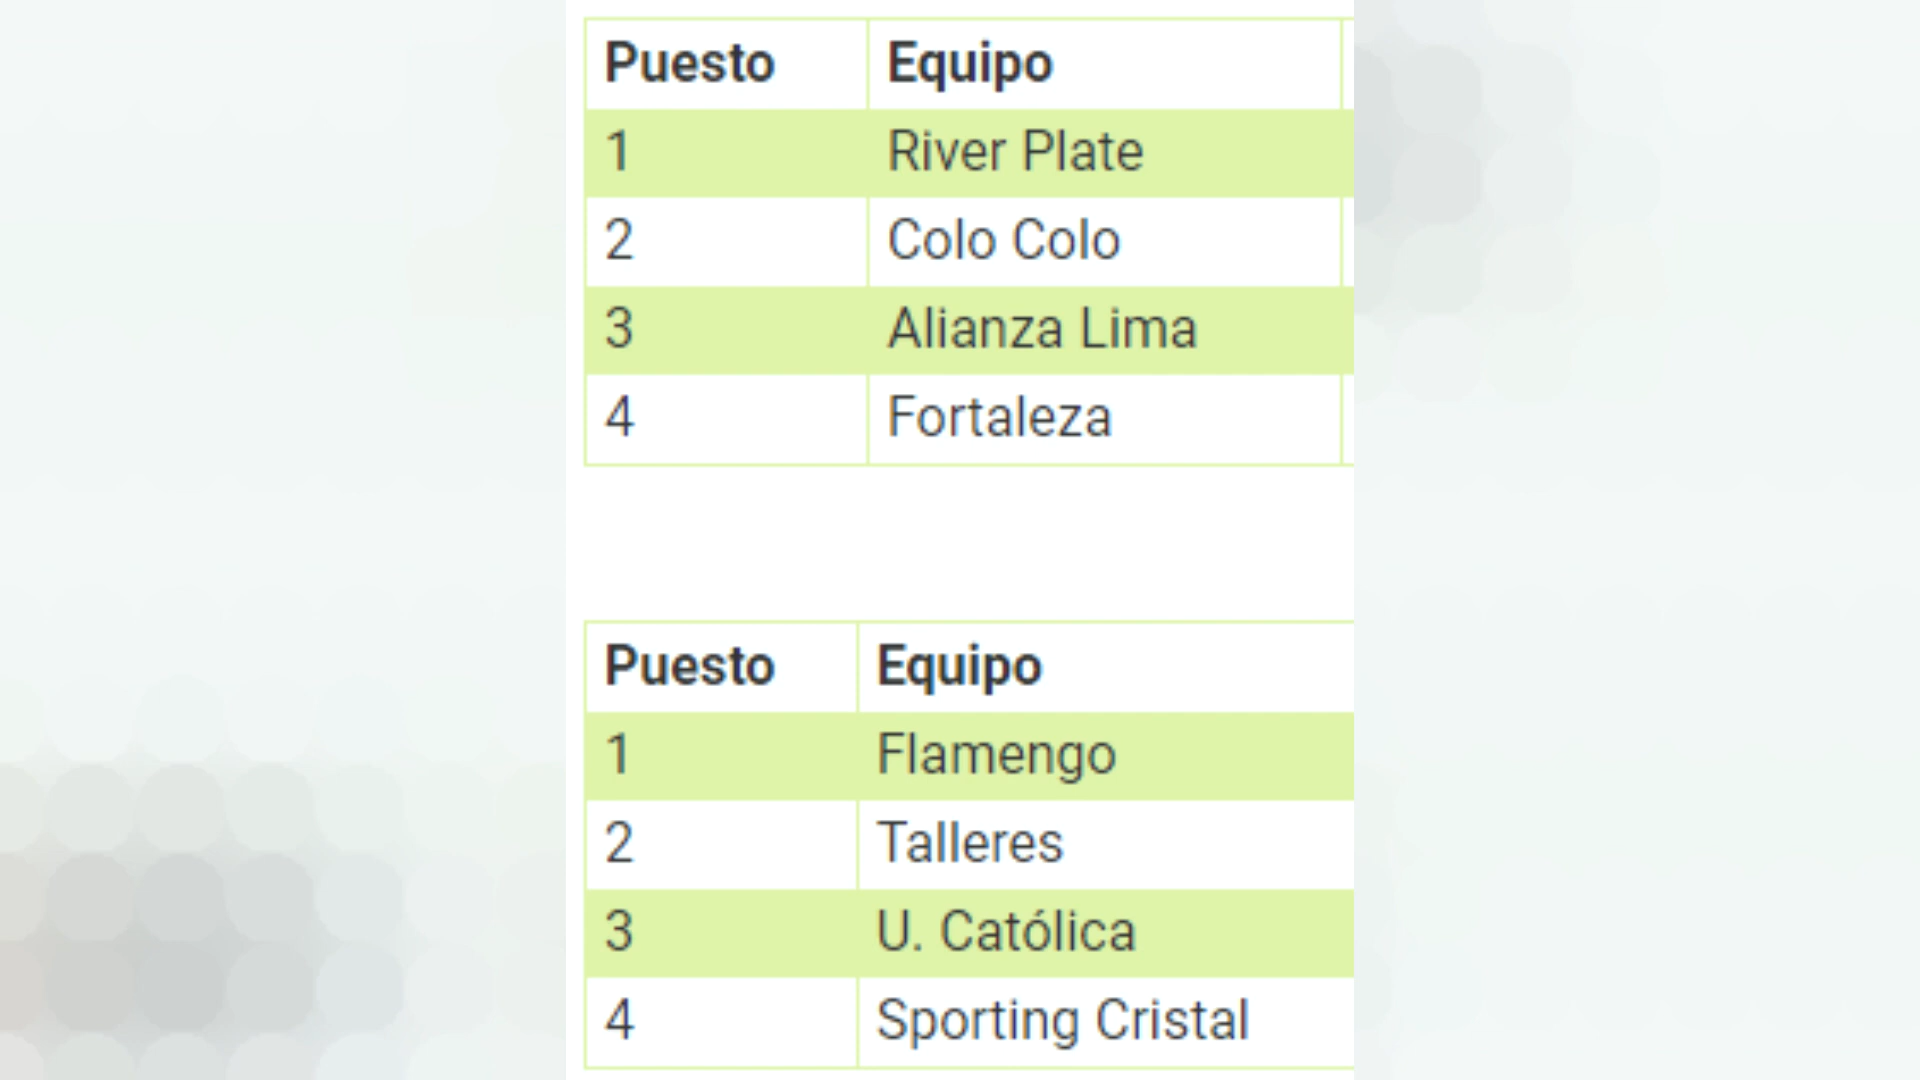 Puesto Equipo
1 River Plate
2 Colo Colo
3 Alianza Lima
4 Fortaleza
Puesto Equipo
1 Flamengo
2 Talleres
3 U. Católica
4 Sporting Cristal